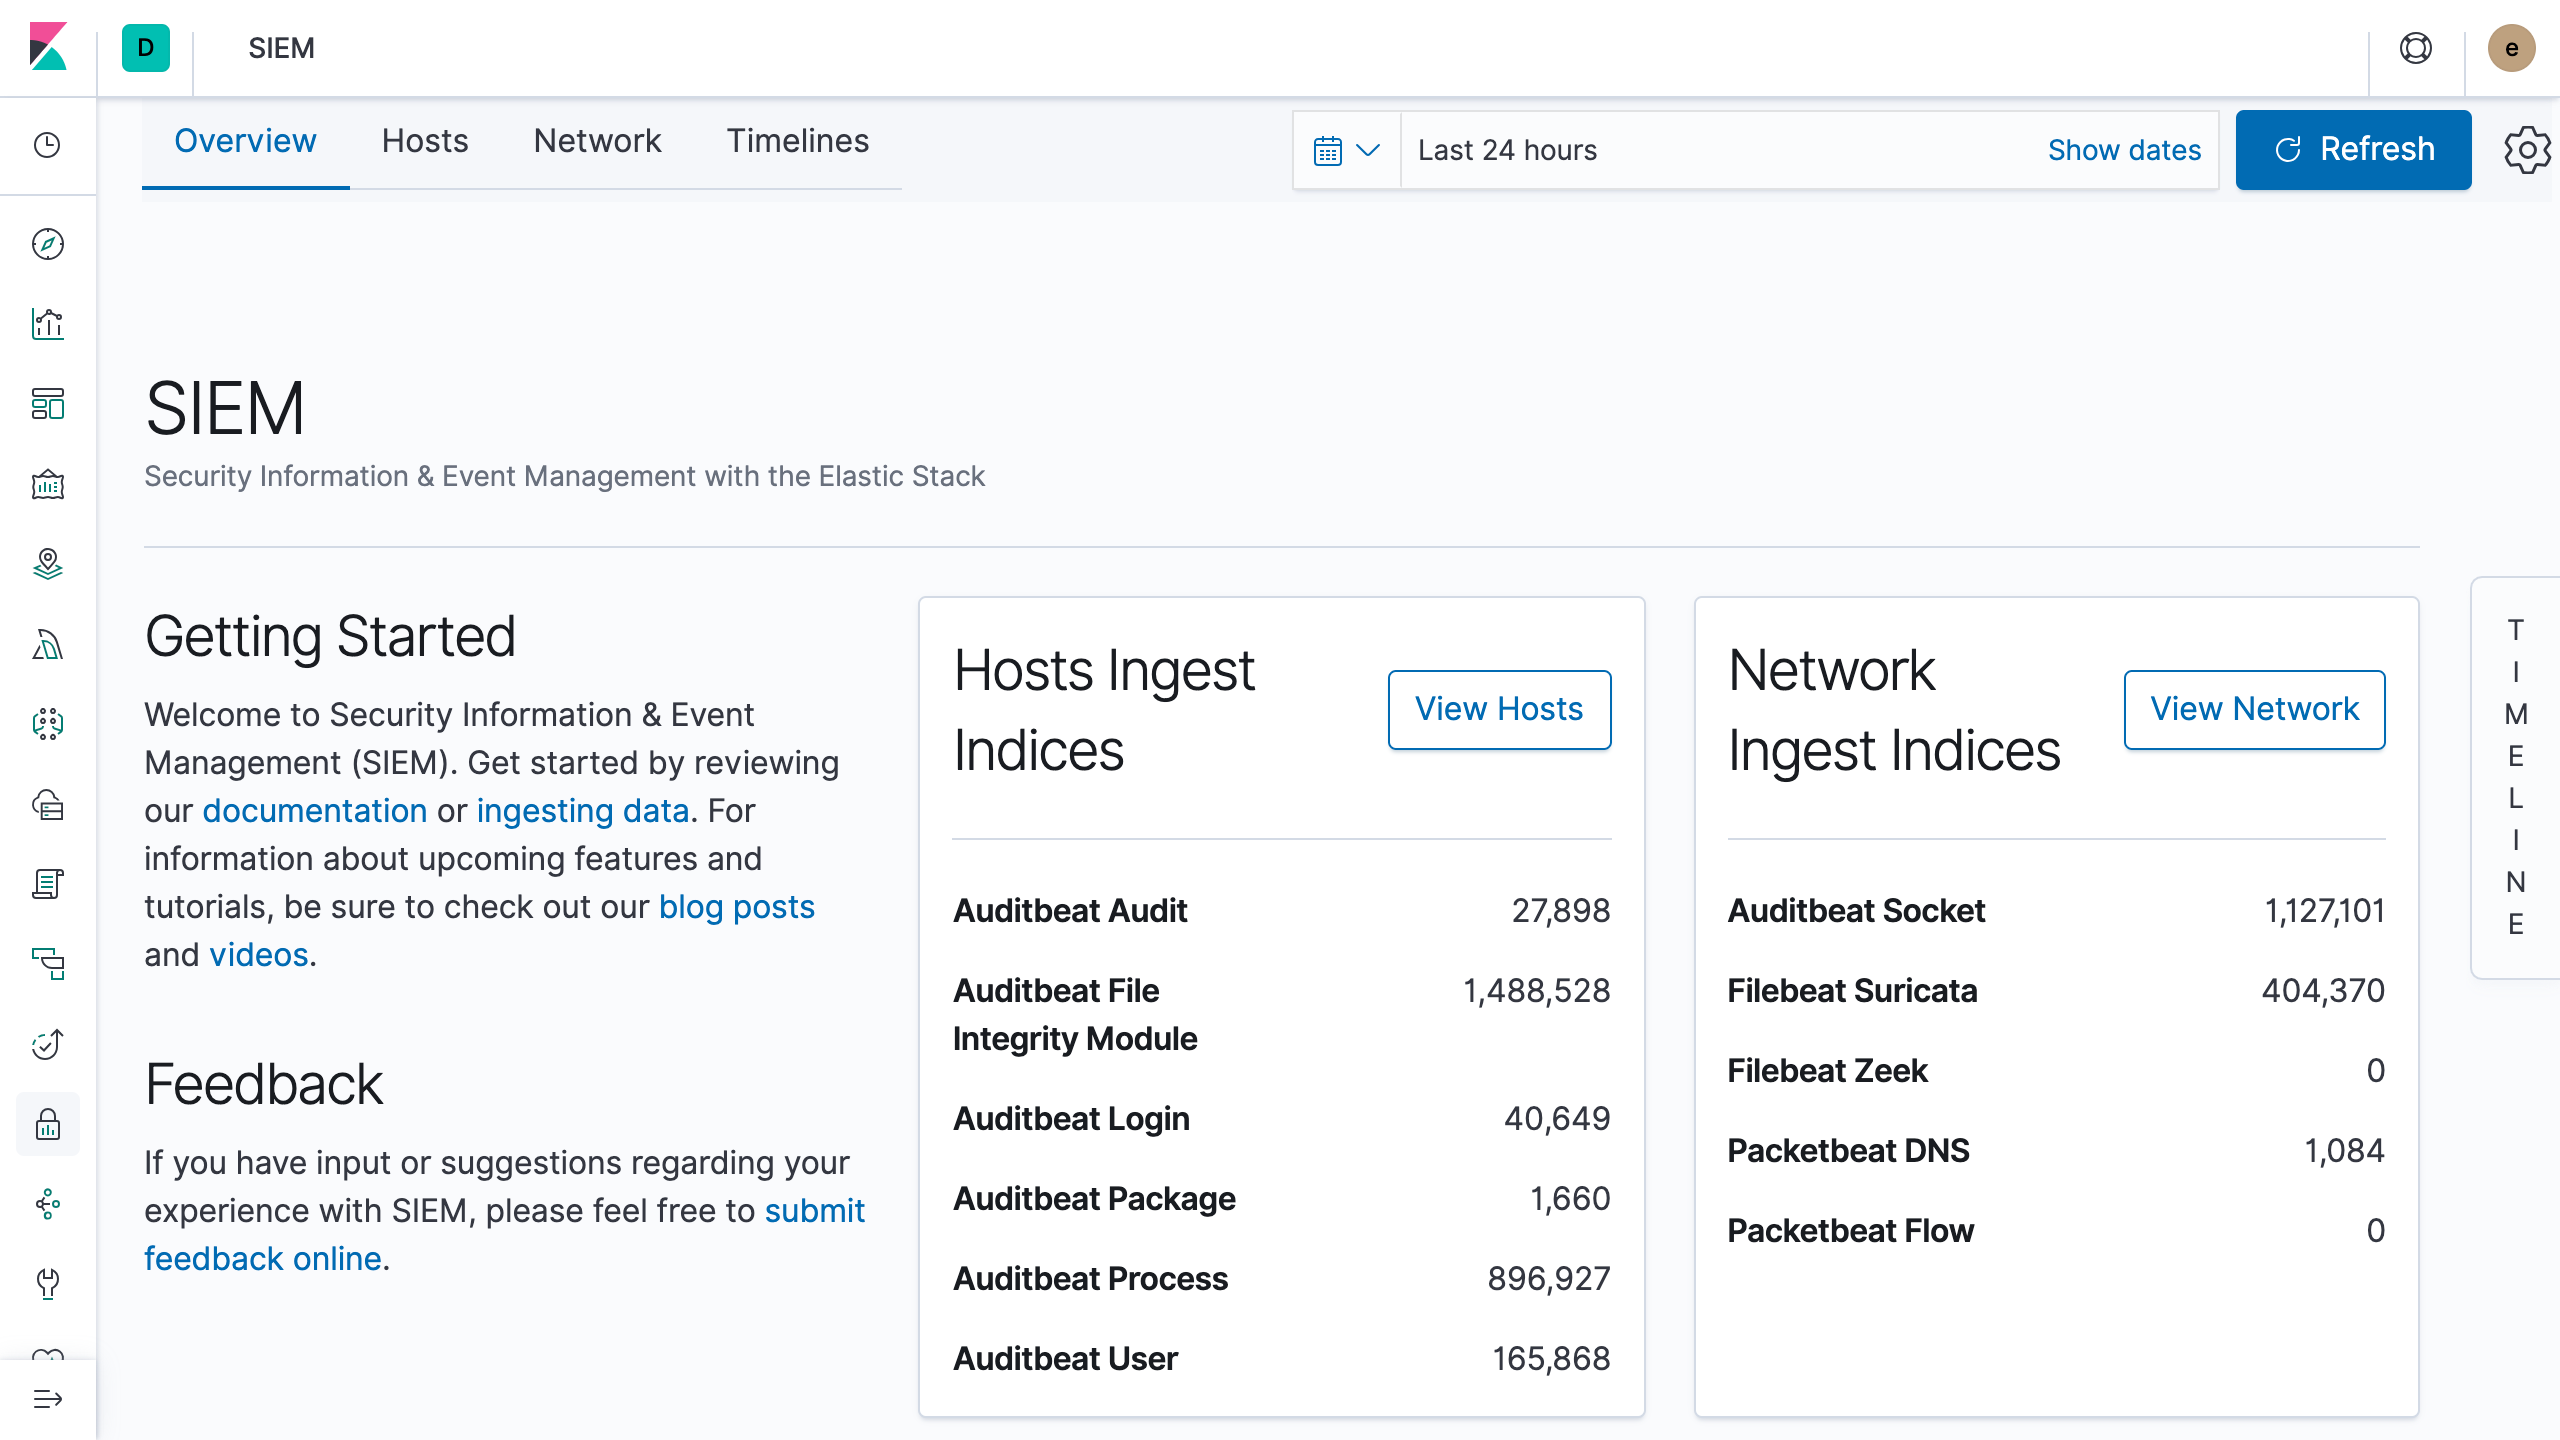 D
SIEM
e
Overview
Hosts
Network
Timelines
Last 24 hours
Show dates
Refresh
SIEM
Security Information & Event Management with the Elastic Stack
Getting Started
Welcome to Security Information & Event
Management (SIEM). Get started by reviewing
our documentation or ingesting data. For
information about upcoming features and
tutorials, be sure to check out our blog posts
and videos.
Feedback
If you have input or suggestions regarding your
experience with SIEM, please feel free to submit
feedback online.
Hosts Ingest
Indices
View Hosts
Auditbeat Audit 27,898
Auditbeat File 1,488,528
Integrity Module
Auditbeat Login 40,649
Auditbeat Package 1,660
Auditbeat Process 896,927
Auditbeat User 165,868
Network
Ingest Indices
View Network
Auditbeat Socket 1,127,101
Filebeat Suricata 404,370
Filebeat Zeek 0
Packetbeat DNS 1,084
Packetbeat Flow 0
TIMELINE